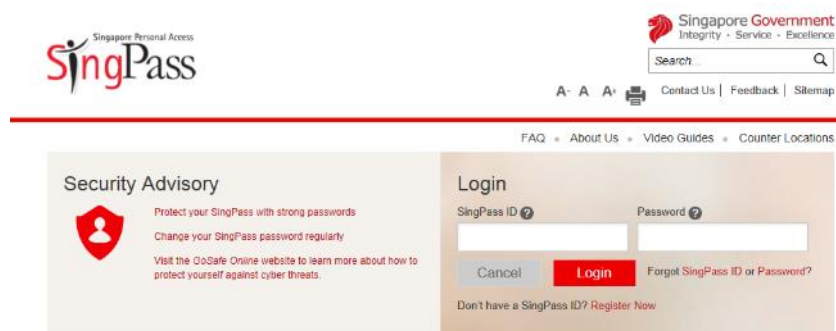 Singapore Personal Access
SingPass
Singapore Government
Integrity · Service · Excellence
Search...
A- A A+ Contact Us | Feedback | Sitemap
FAQ • About Us • Video Guides • Counter Locations
Security Advisory
Protect your SingPass with strong passwords
Change your SingPass password regularly
Visit the GoSafe Online website to learn more about how to
protect yourself against cyber threats.
Login
SingPass ID ?
Password ?
Cancel
Login
Forgot SingPass ID or Password?
Don't have a SingPass ID? Register Now